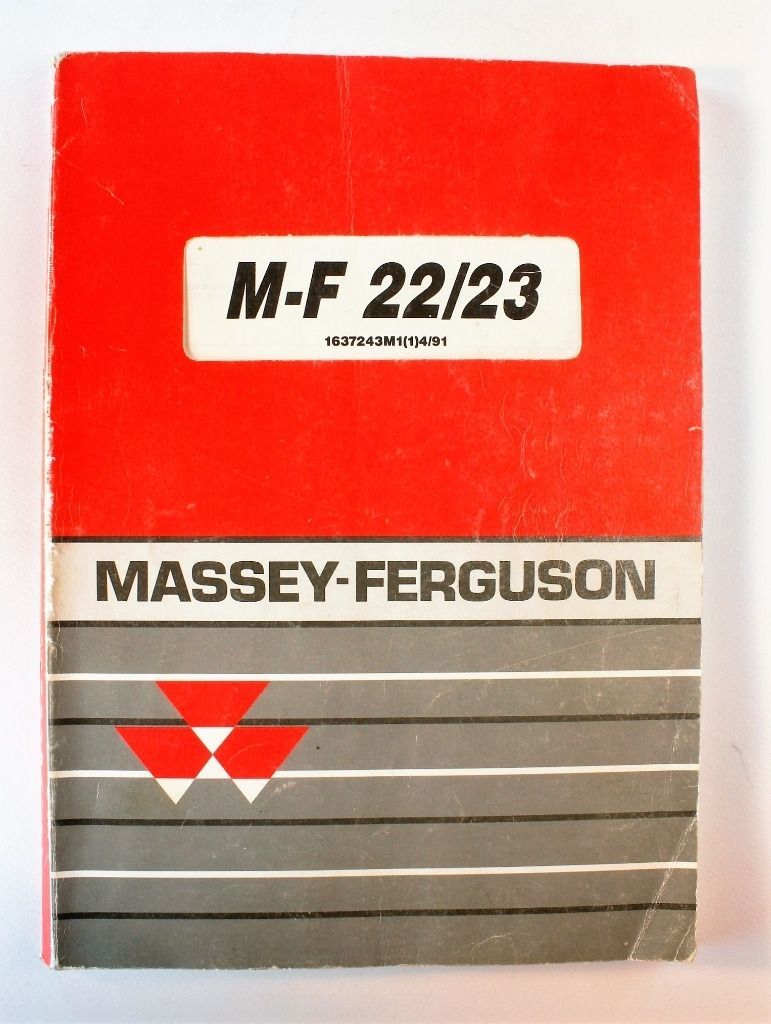 M-F 22/23
1637243M1(1)4/91
MASSEY-FERGUSON